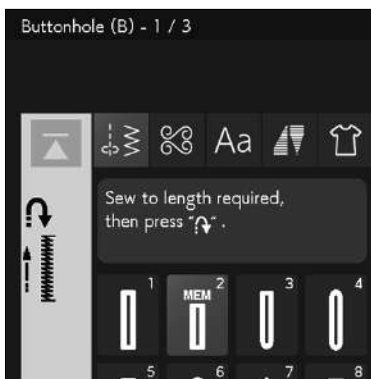 Buttonhole (B) - 1 / 3
Aa
Sew to length required,
then press "↷".
1
MEM 2
3
4
5
6
7
8